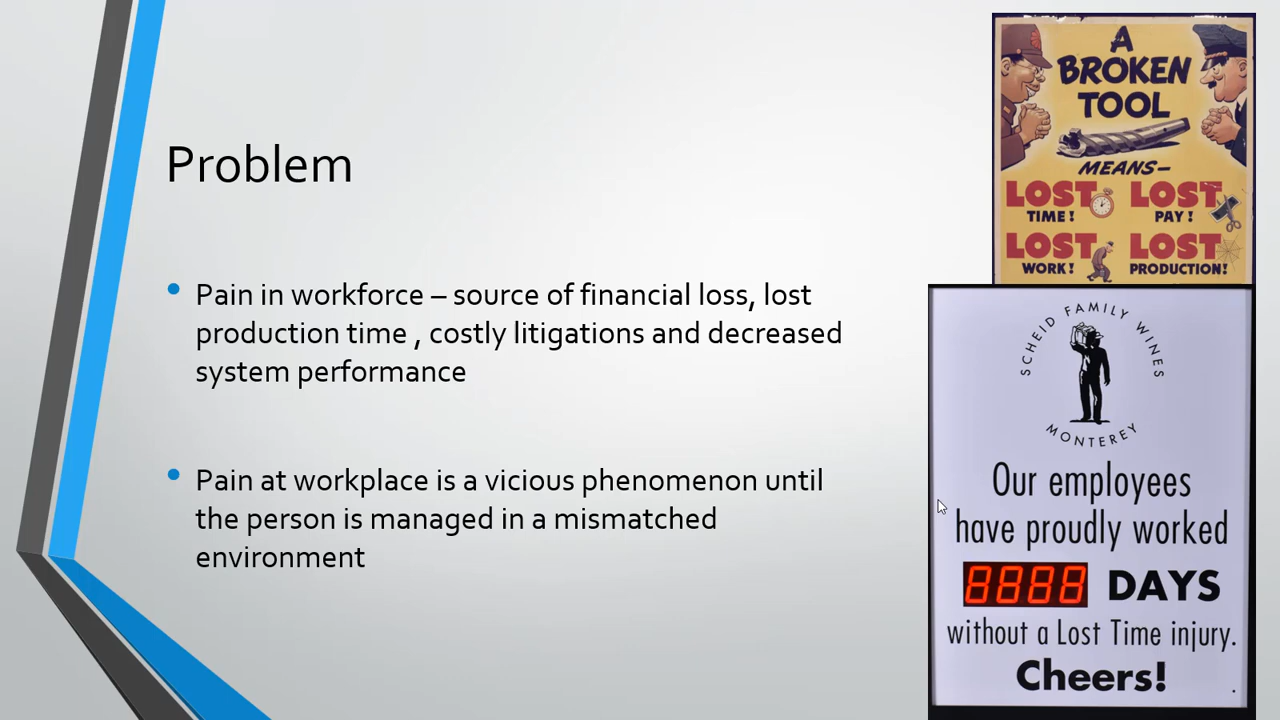 Problem
• Pain in workforce – source of financial loss, lost
production time , costly litigations and decreased
system performance
• Pain at workplace is a vicious phenomenon until
the person is managed in a mismatched
environment
A
BROKEN
TOOL
MEANS–
LOST
TIME!
LOST
PAY!
LOST
WORK!
LOST
PRODUCTION!
SCHEID FAMILY WINES
MONTEREY
Our employees
have proudly worked
8888 DAYS
without a Lost Time injury.
Cheers!